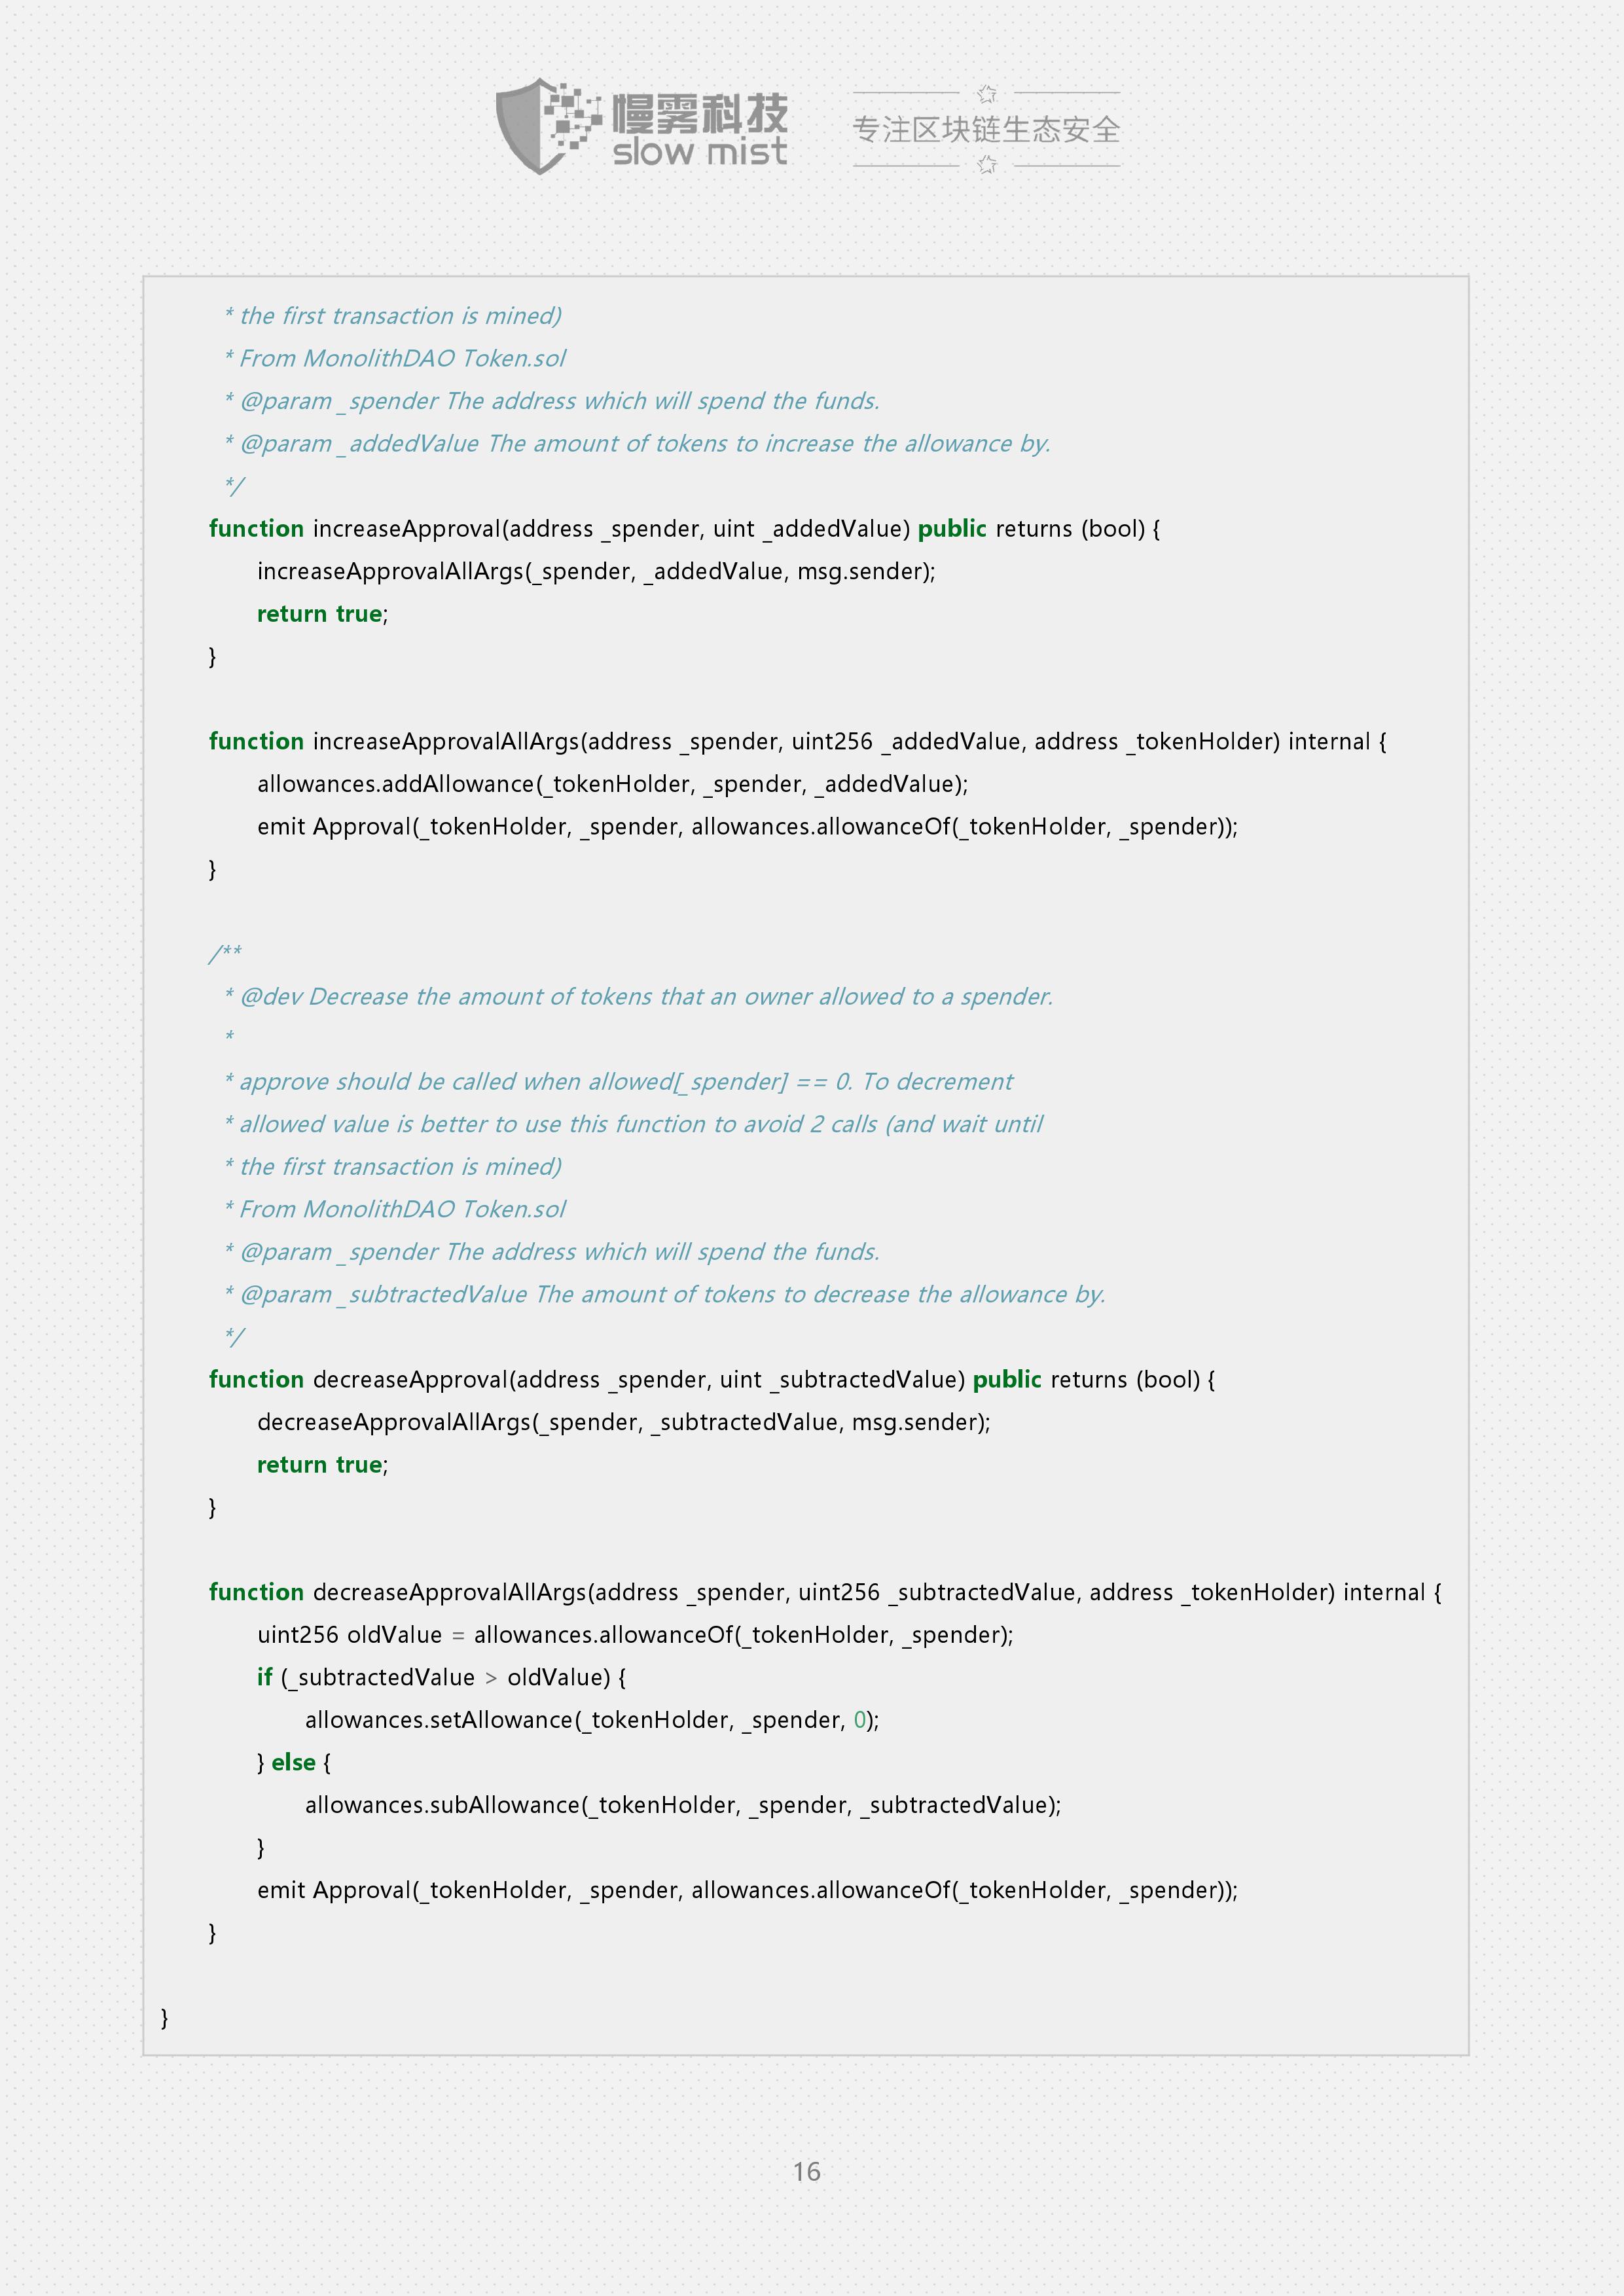 慢雾科技
slow mist
专注区块链生态安全
* the first transaction is mined)
* From MonolithDAO Token.sol
* @param _spender The address which will spend the funds.
* @param _addedValue The amount of tokens to increase the allowance by.
*/
function increaseApproval(address _spender, uint _addedValue) public returns (bool) {
increaseApprovalAllArgs(_spender, _addedValue, msg.sender);
return true;
}
function increaseApprovalAllArgs(address _spender, uint256 _addedValue, address _tokenHolder) internal {
allowances.addAllowance(_tokenHolder, _spender, _addedValue);
emit Approval(_tokenHolder, _spender, allowances.allowanceOf(_tokenHolder, _spender));
}
/**
* @dev Decrease the amount of tokens that an owner allowed to a spender.
*
* approve should be called when allowed[_spender] == 0. To decrement
* allowed value is better to use this function to avoid 2 calls (and wait until
* the first transaction is mined)
* From MonolithDAO Token.sol
* @param _spender The address which will spend the funds.
* @param _subtractedValue The amount of tokens to decrease the allowance by.
*/
function decreaseApproval(address _spender, uint _subtractedValue) public returns (bool) {
decreaseApprovalAllArgs(_spender, _subtractedValue, msg.sender);
return true;
}
function decreaseApprovalAllArgs(address _spender, uint256 _subtractedValue, address _tokenHolder) internal {
uint256 oldValue = allowances.allowanceOf(_tokenHolder, _spender);
if (_subtractedValue > oldValue) {
allowances.setAllowance(_tokenHolder, _spender, 0);
} else {
allowances.subAllowance(_tokenHolder, _spender, _subtractedValue);
}
emit Approval(_tokenHolder, _spender, allowances.allowanceOf(_tokenHolder, _spender));
}
}
16